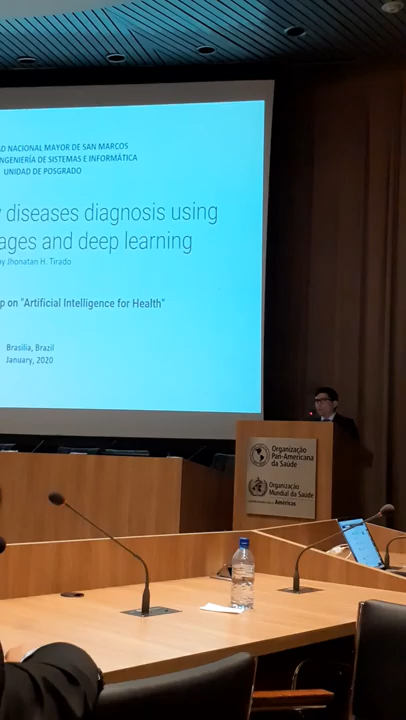 AD NACIONAL MAYOR DE SAN MARCOS
NGENIERÍA DE SISTEMAS E INFORMÁTICA
UNIDAD DE POSGRADO
diseases diagnosis using
ages and deep learning
by Jhonatan H. Tirado
p on "Artificial Intelligence for Health"
Brasilia, Brazil
January, 2020
Organização
Pan-Americana
da Saúde
Organização
Mundial da Saúde
Américas